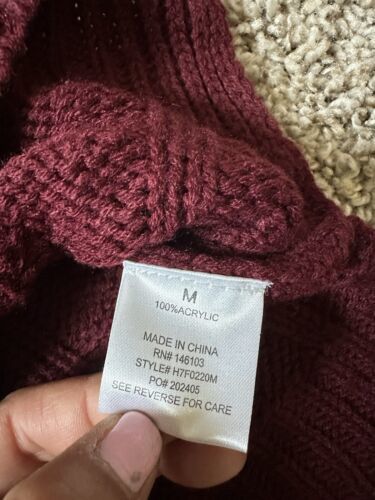 M
100%ACRYLIC
MADE IN CHINA
RN# 146103
STYLE# H7F0220M
PO# 202405
SEE REVERSE FOR CARE